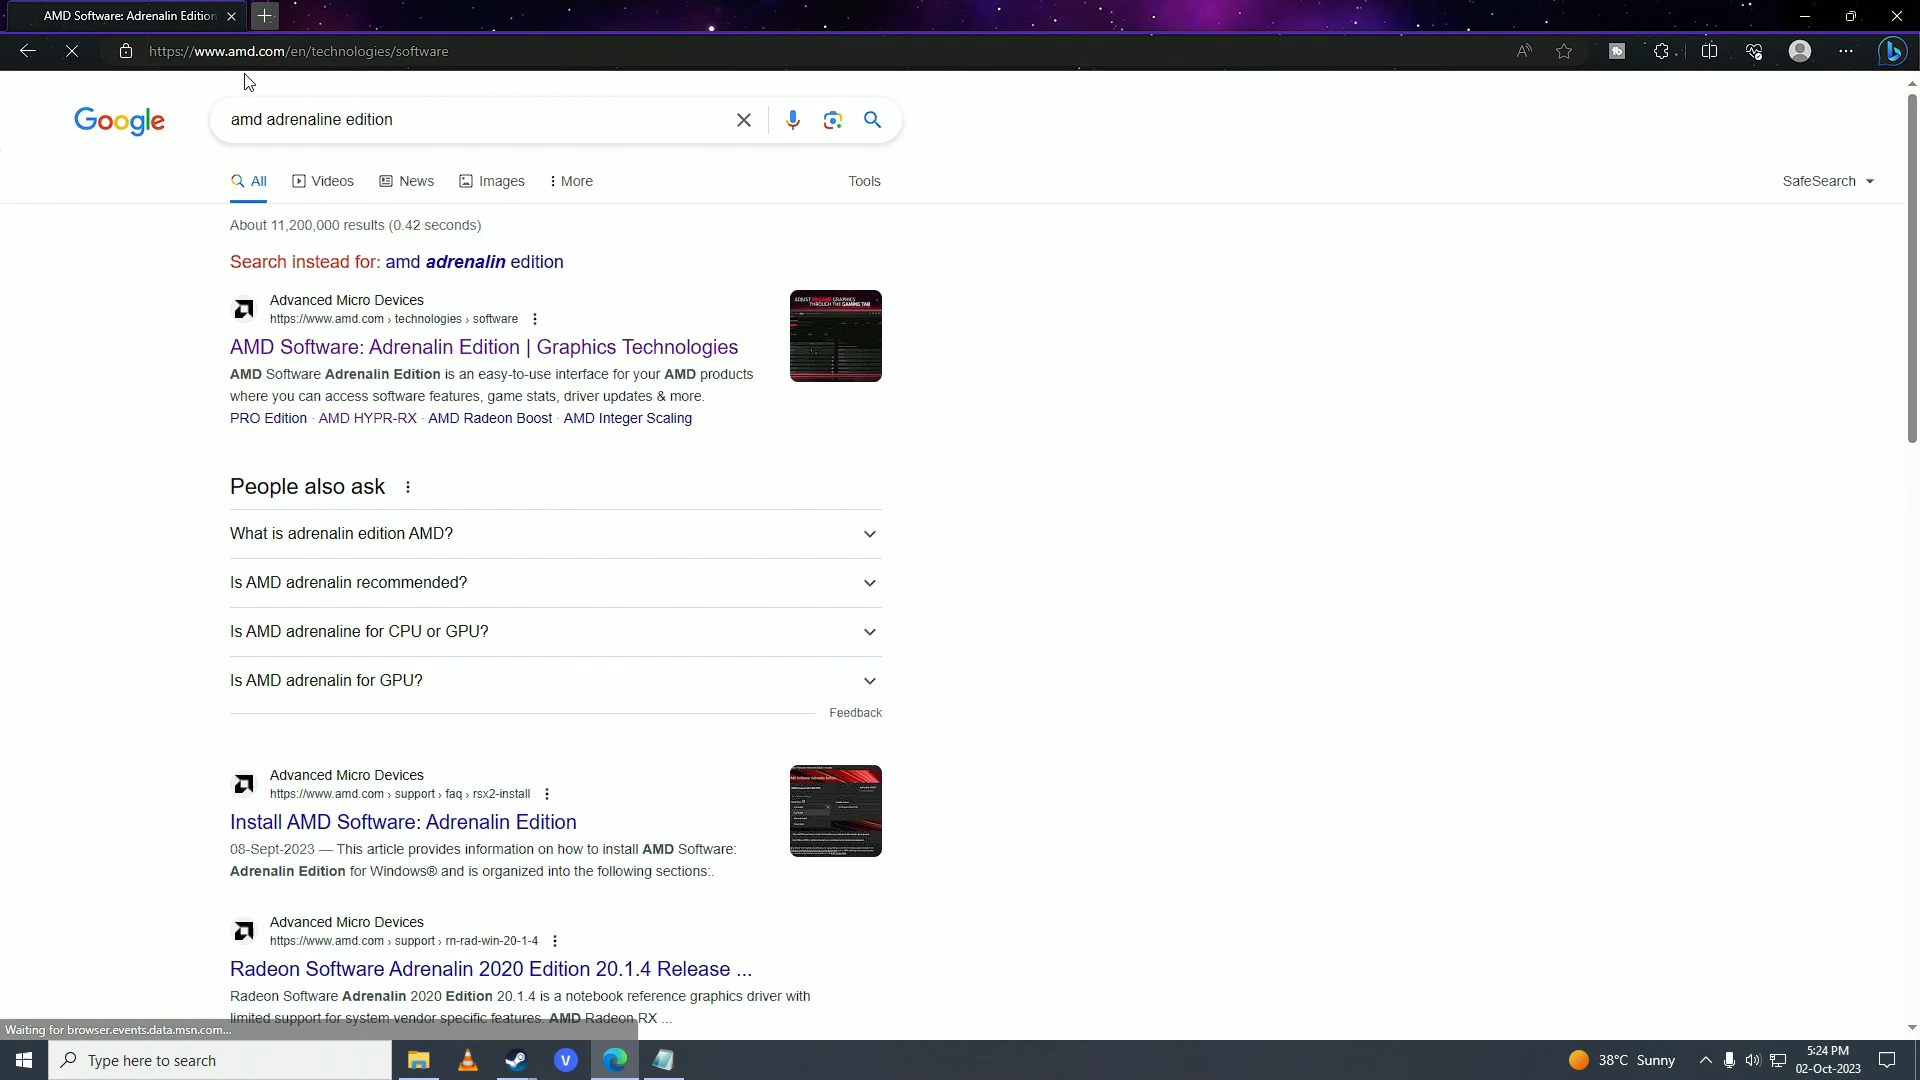 AMD Software: Adrenalin Edition
https://www.amd.com/en/technologies/software
Google
amd adrenaline edition
All
Videos
News
Images
More
Tools
SafeSearch
About 11,200,000 results (0.42 seconds)
Search instead for: amd adrenalin edition
Advanced Micro Devices
https://www.amd.com › technologies › software
AMD Software: Adrenalin Edition | Graphics Technologies
AMD Software Adrenalin Edition is an easy-to-use interface for your AMD products
where you can access software features, game stats, driver updates & more.
PRO Edition · AMD HYPR-RX · AMD Radeon Boost · AMD Integer Scaling
ADJUST IN-GAME GRAPHICS
THROUGH THE GAMING TAB
People also ask
What is adrenalin edition AMD?
Is AMD adrenalin recommended?
Is AMD adrenaline for CPU or GPU?
Is AMD adrenalin for GPU?
Feedback
Advanced Micro Devices
https://www.amd.com › support › faq › rsx2-install
Install AMD Software: Adrenalin Edition
08-Sept-2023 — This article provides information on how to install AMD Software:
Adrenalin Edition for Windows® and is organized into the following sections:.
Advanced Micro Devices
https://www.amd.com › support › rn-rad-win-20-1-4
Radeon Software Adrenalin 2020 Edition 20.1.4 Release ...
Radeon Software Adrenalin 2020 Edition 20.1.4 is a notebook reference graphics driver with
limited support for system vendor specific features. AMD Radeon RX ...
Waiting for browser.events.data.msn.com...
Type here to search
38°C Sunny
5:24 PM
02-Oct-2023